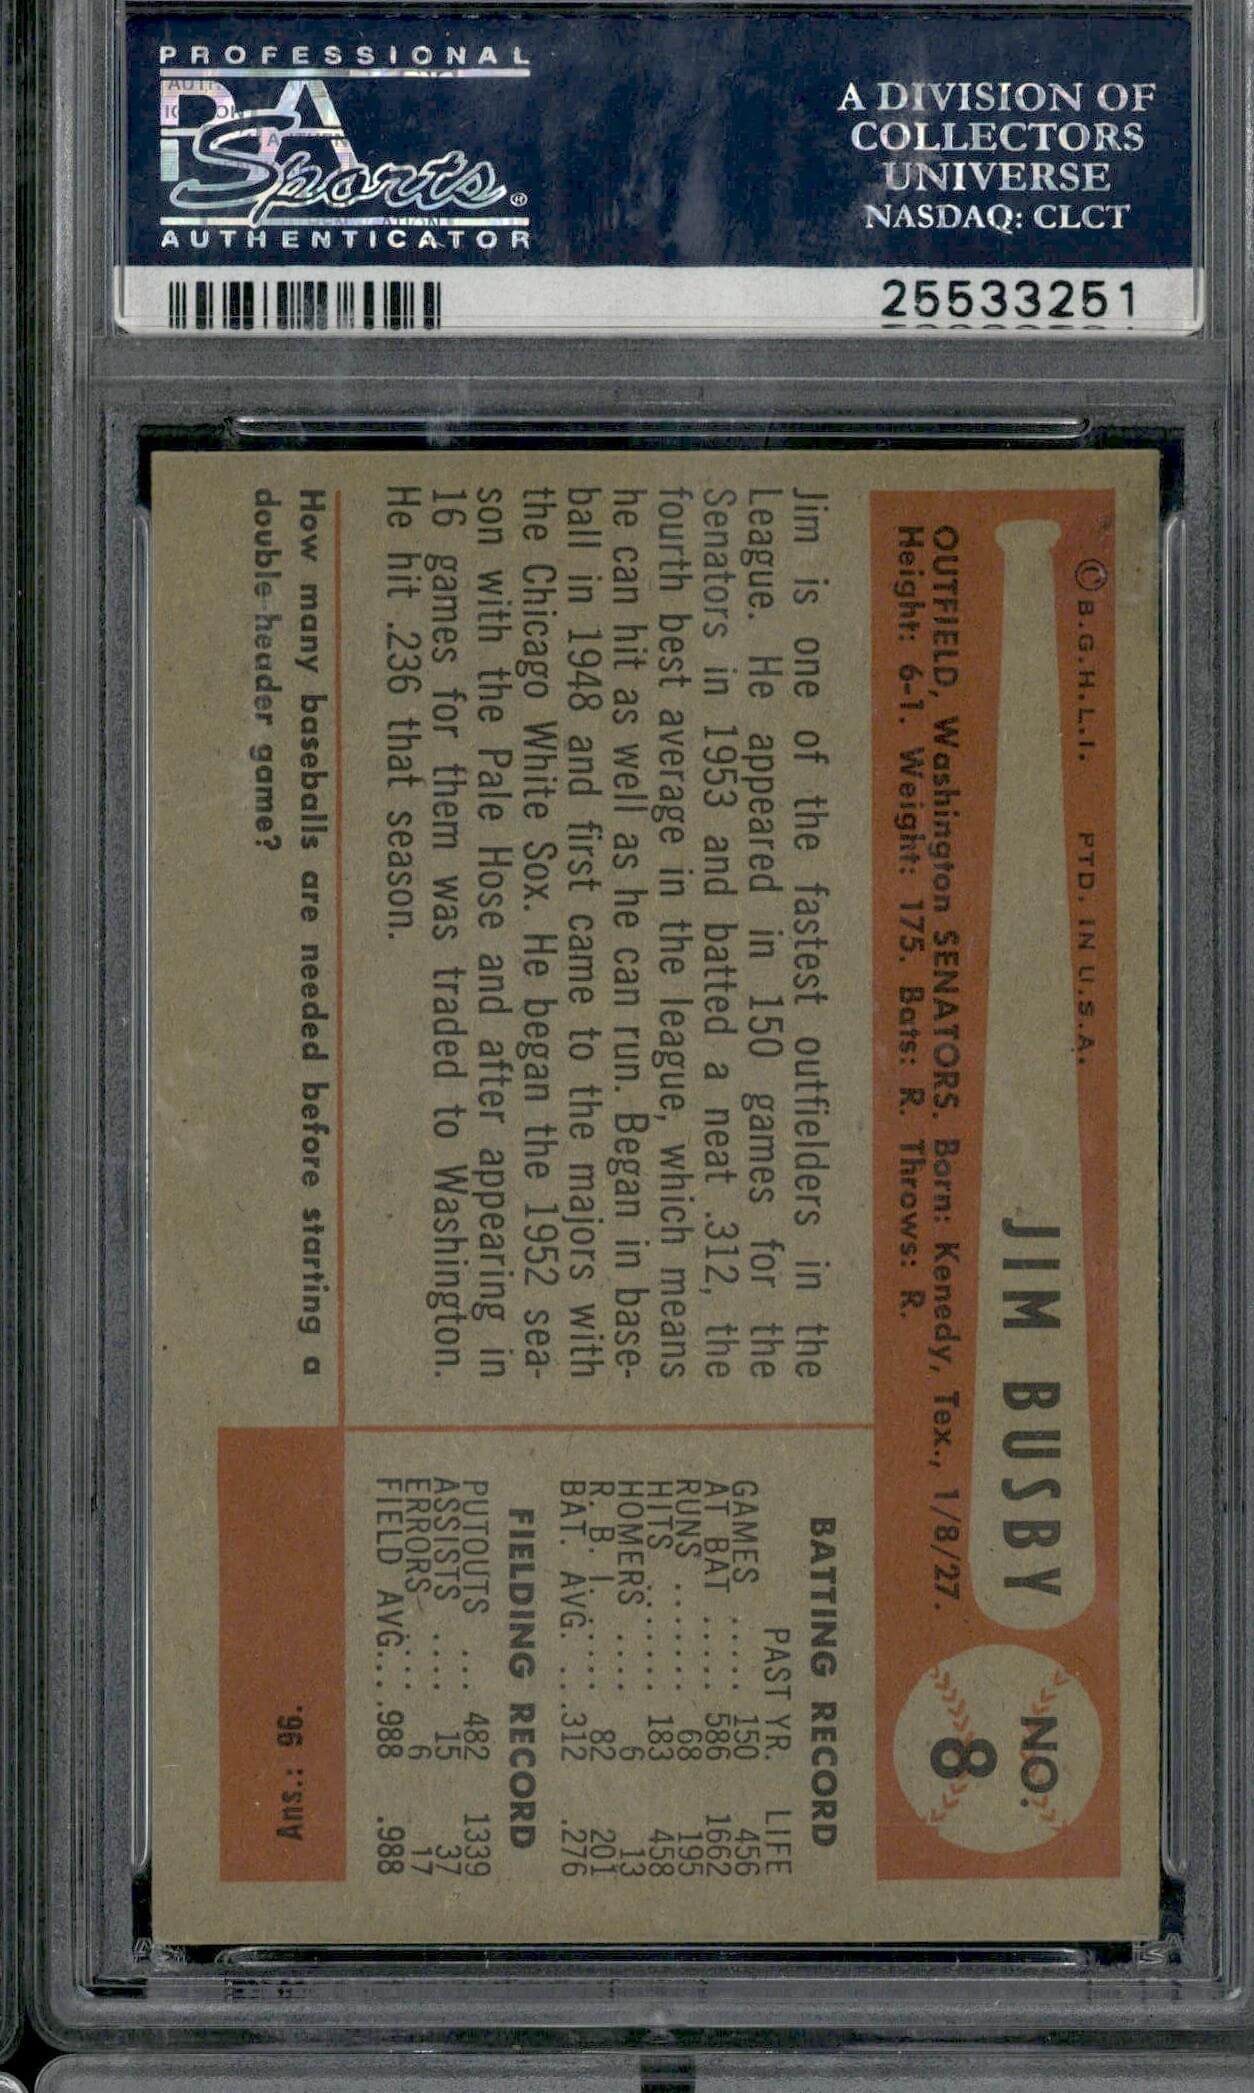 PROFESSIONAL
PSA
Sports®
AUTHENTICATOR
A DIVISION OF
COLLECTORS
UNIVERSE
NASDAQ: CLCT
25533251
© B.G.H.L.I. PTD. IN U.S.A.
JIM BUSBY
NO.
8
OUTFIELD, Washington SENATORS. Born: Kenedy, Tex., 1/8/27.
Height: 6-1. Weight: 175. Bats: R. Throws: R.
Jim is one of the fastest outfielders in the
League. He appeared in 150 games for the
Senators in 1953 and batted a neat .312, the
fourth best average in the league, which means
he can hit as well as he can run. Began in base-
ball in 1948 and first came to the majors with
the Chicago White Sox. He began the 1952 sea-
son with the Pale Hose and after appearing in
16 games for them was traded to Washington.
He hit .236 that season.
BATTING RECORD
PAST YR. LIFE
GAMES .... 150 456
AT BAT ..... 586 1662
RUNS ....... 68 195
HITS ....... 183 458
HOMERS .... 6 13
R. B. I. .... 82 201
BAT. AVG. ...312 .276
FIELDING RECORD
PUTOUTS ... 482 1339
ASSISTS .... 15 37
ERRORS .... 6 17
FIELD AVG....988 .988
How many baseballs are needed before starting a
double-header game?
Ans.: 96.